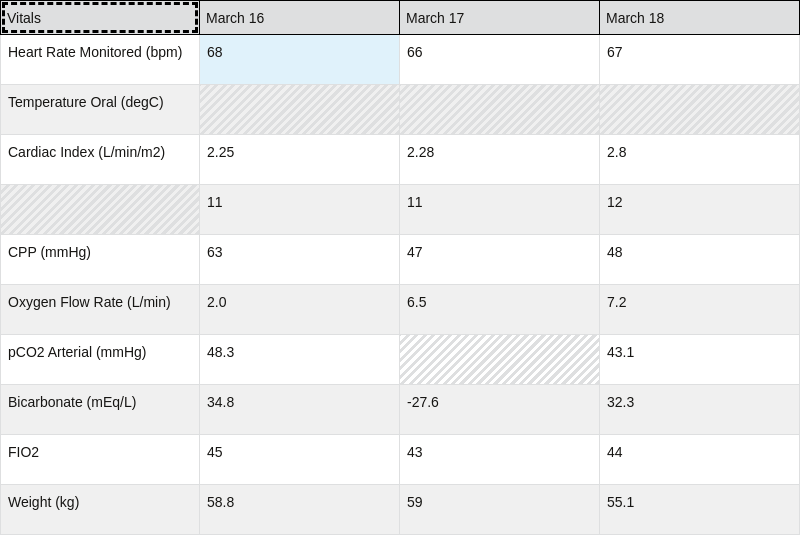 Vitals March 16 March 17 March 18
Heart Rate Monitored (bpm) 68 66 67
Temperature Oral (degC)
Cardiac Index (L/min/m2) 2.25 2.28 2.8
11 11 12
CPP (mmHg) 63 47 48
Oxygen Flow Rate (L/min) 2.0 6.5 7.2
pCO2 Arterial (mmHg) 48.3 43.1
Bicarbonate (mEq/L) 34.8 -27.6 32.3
FIO2 45 43 44
Weight (kg) 58.8 59 55.1